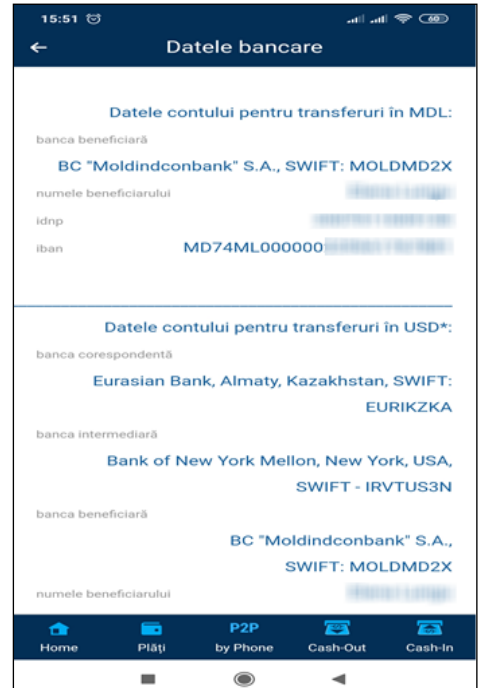 15:51
60
Datele bancare
Datele contului pentru transferuri în MDL:
banca beneficiară
BC "Moldindconbank" S.A., SWIFT: MOLDMD2X
numele beneficiarului
idnp
iban
MD74ML000000
Datele contului pentru transferuri în USD*:
banca corespondentă
Eurasian Bank, Almaty, Kazakhstan, SWIFT:
EURIKZKA
banca intermediară
Bank of New York Mellon, New York, USA,
SWIFT - IRVTUS3N
banca beneficiară
BC "Moldindconbank" S.A.,
SWIFT: MOLDMD2X
numele beneficiarului
Home
Plăți
P2P
by Phone
Cash-Out
Cash-In